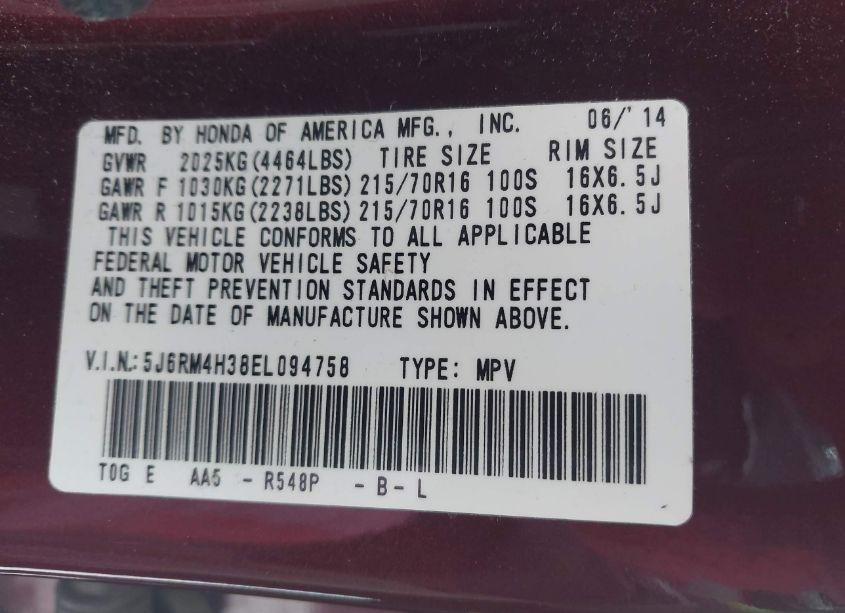 MFD. BY HONDA OF AMERICA MFG., INC. 06/'14
GVWR 2025KG(4464LBS) TIRE SIZE RIM SIZE
GAWR F 1030KG(2271LBS) 215/70R16 100S 16X6.5J
GAWR R 1015KG(2238LBS) 215/70R16 100S 16X6.5J
THIS VEHICLE CONFORMS TO ALL APPLICABLE
FEDERAL MOTOR VEHICLE SAFETY
AND THEFT PREVENTION STANDARDS IN EFFECT
ON THE DATE OF MANUFACTURE SHOWN ABOVE.
V.I.N.: 5J6RM4H38EL094758 TYPE: MPV
T0G E AA5 - R548P - B - L